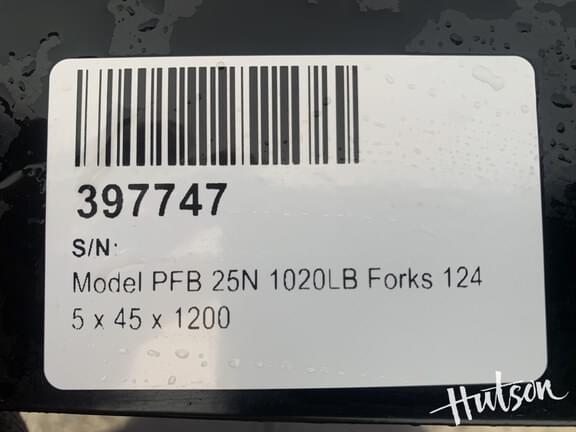 397747
S/N:
Model PFB 25N 1020LB Forks 124
5 x 45 x 1200
Hutson